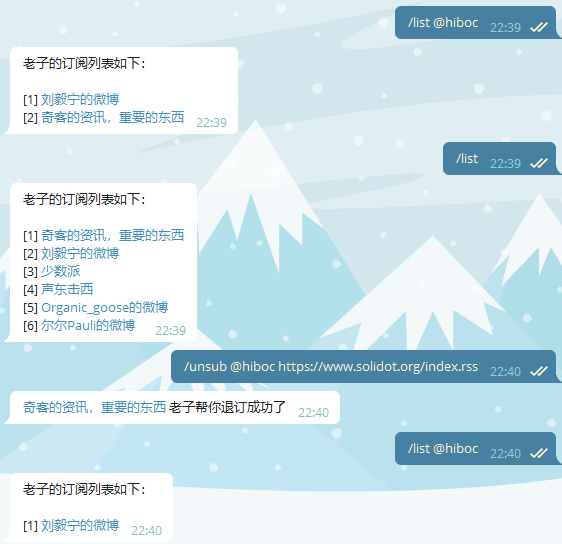 /list @hiboc 22:39
老子的订阅列表如下：
[1] 刘毅宁的微博
[2] 奇客的资讯，重要的东西 22:39
/list 22:39
老子的订阅列表如下：
[1] 奇客的资讯，重要的东西
[2] 刘毅宁的微博
[3] 少数派
[4] 声东击西
[5] Organic_goose的微博
[6] 尔尔Pauli的微博 22:39
/unsub @hiboc https://www.solidot.org/index.rss 22:40
奇客的资讯，重要的东西 老子帮你退订成功了 22:40
/list @hiboc 22:40
老子的订阅列表如下：
[1] 刘毅宁的微博 22:40